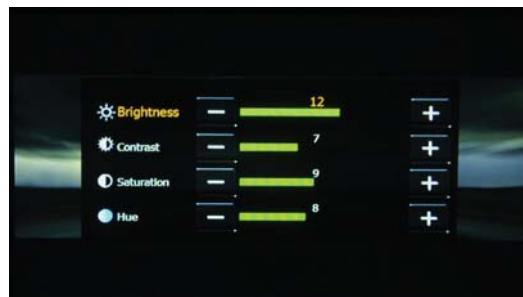 12
Brightness − +
7
Contrast − +
9
Saturation − +
8
Hue − +